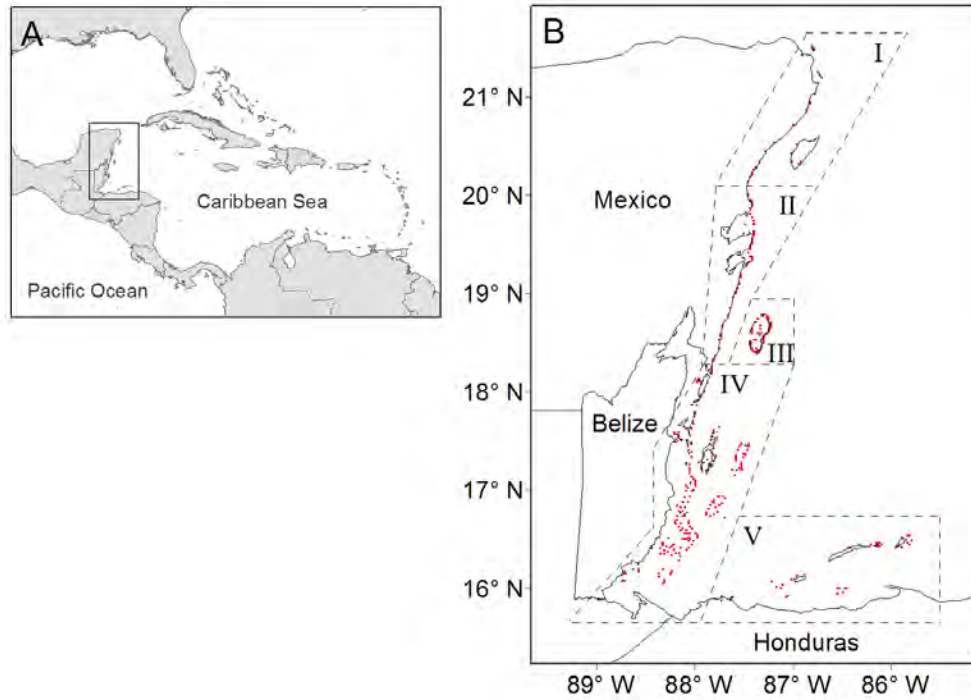 A
Caribbean Sea
Pacific Ocean
B
I
21° N
20° N
Mexico
II
19° N
III
IV
18° N
Belize
17° N
V
16° N
Honduras
89° W 88° W 87° W 86° W